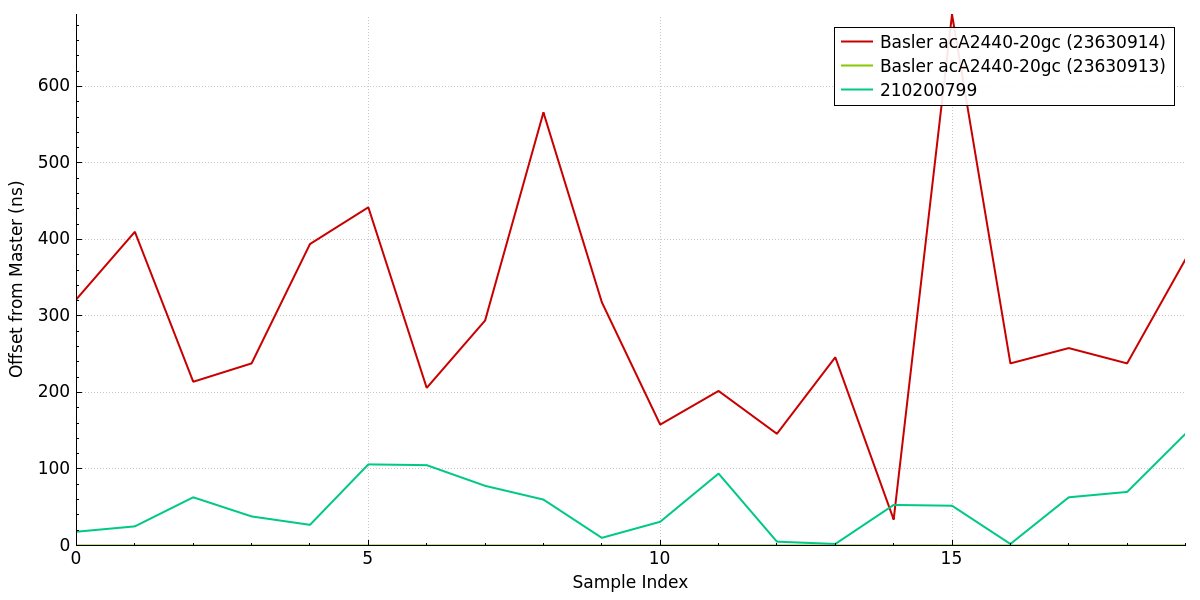 Basler acA2440-20gc (23630914)
Basler acA2440-20gc (23630913)
210200799
Offset from Master (ns)
600
500
400
300
200
100
0
0 5 10 15
Sample Index